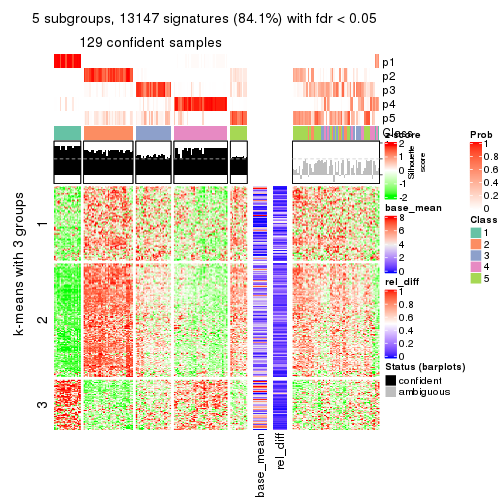 5 subgroups, 13147 signatures (84.1%) with fdr < 0.05
129 confident samples
p1
p2
p3
p4
p5
Class
z-score
2
1
0
-1
-2
Silhouette
score
base_mean
8
6
4
2
0
rel_diff
1
0.8
0.6
0.4
0.2
0
Status (barplots)
confident
ambiguous
Prob
1
0.8
0.6
0.4
0.2
0
Class
1
2
3
4
5
k-means with 3 groups
1
2
3
base_mean
rel_diff